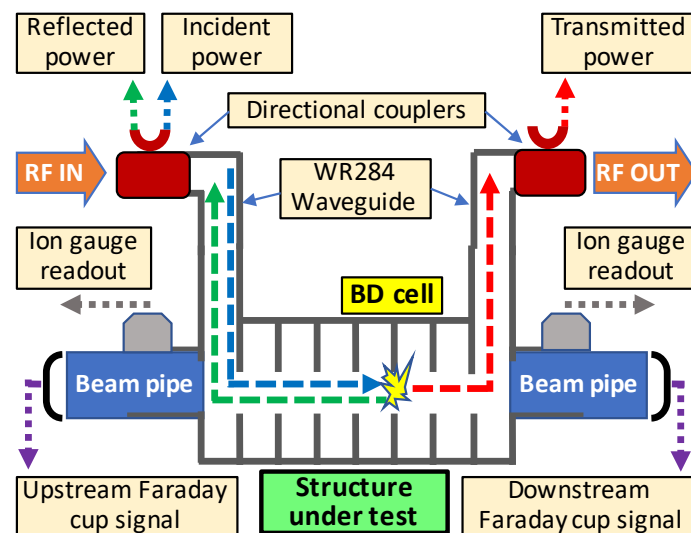 Reflected
power
Incident
power
Transmitted
power
Directional couplers
RF IN
WR284
Waveguide
RF OUT
Ion gauge
readout
Ion gauge
readout
BD cell
Beam pipe
Beam pipe
Upstream Faraday
cup signal
Structure
under test
Downstream
Faraday cup signal